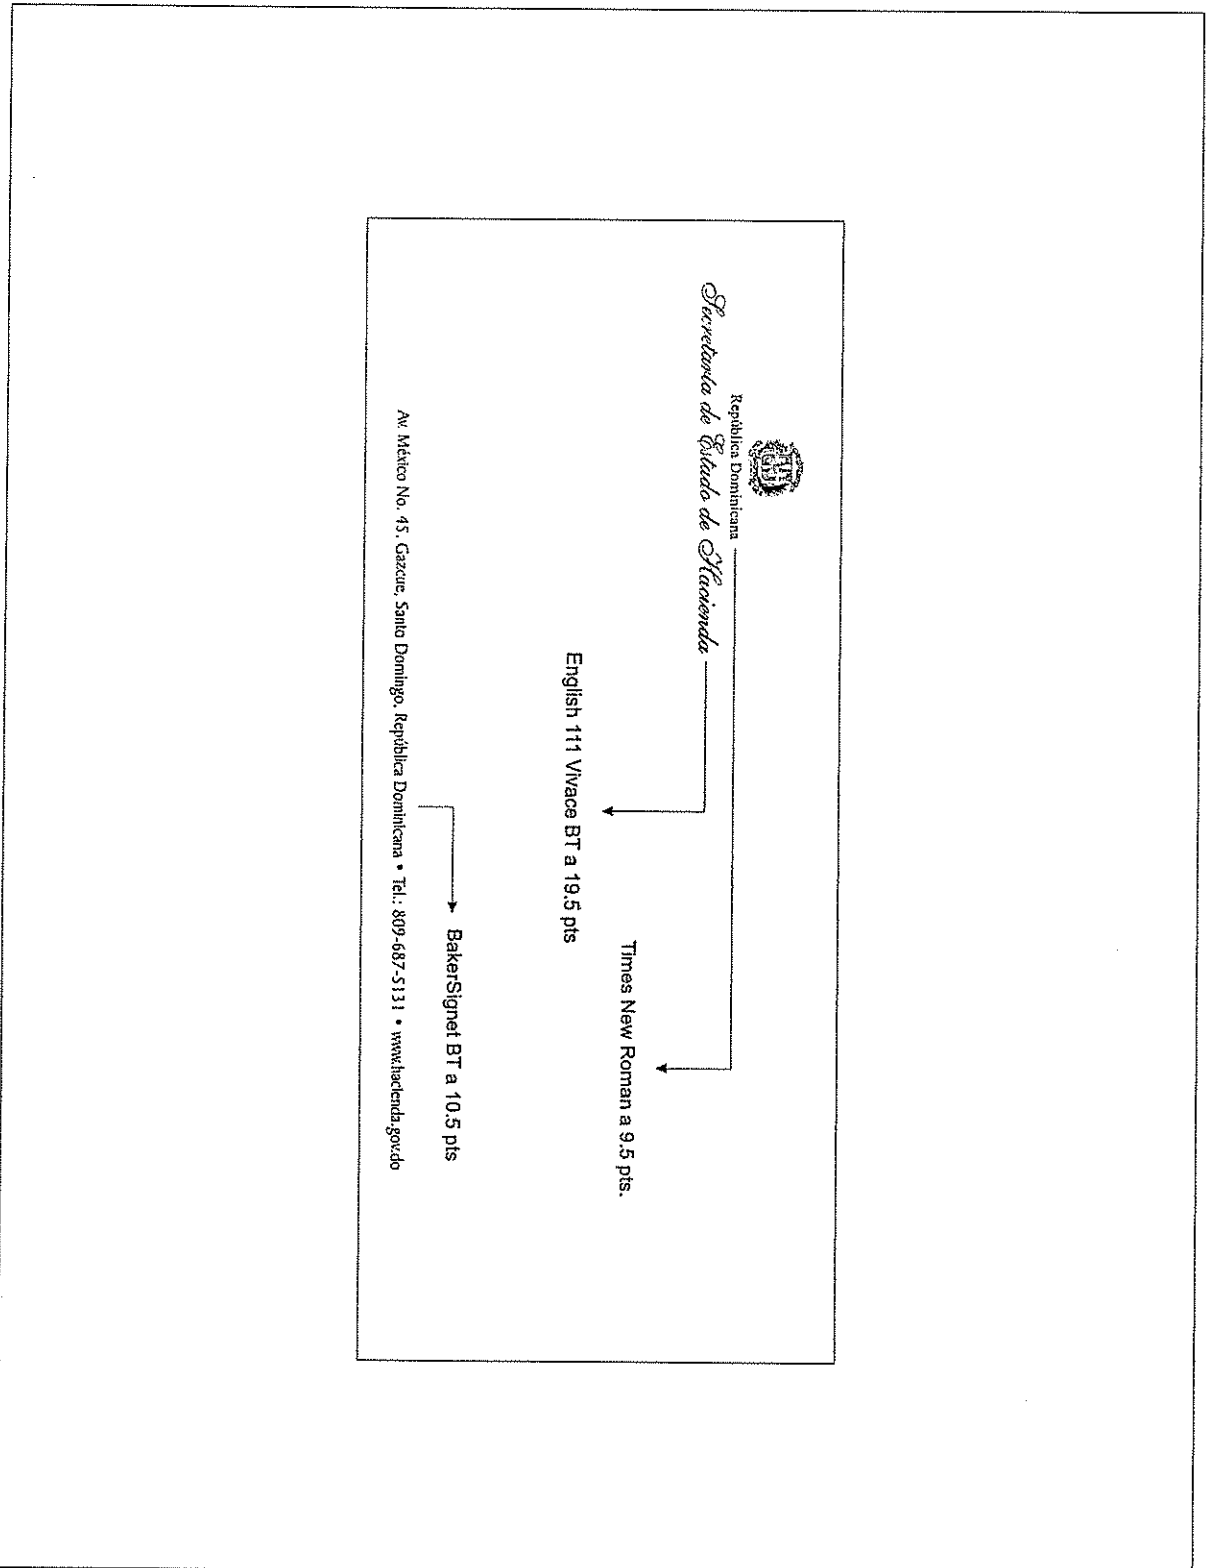 República Dominicana
Secretaría de Estado de Hacienda
Times New Roman a 9.5 pts.
English 111 Vivace BT a 19.5 pts
BakerSignet BT a 10.5 pts
Av. México No. 45, Gazcue, Santo Domingo, República Dominicana • Tel.: 809-687-5131 • www.hacienda.gov.do